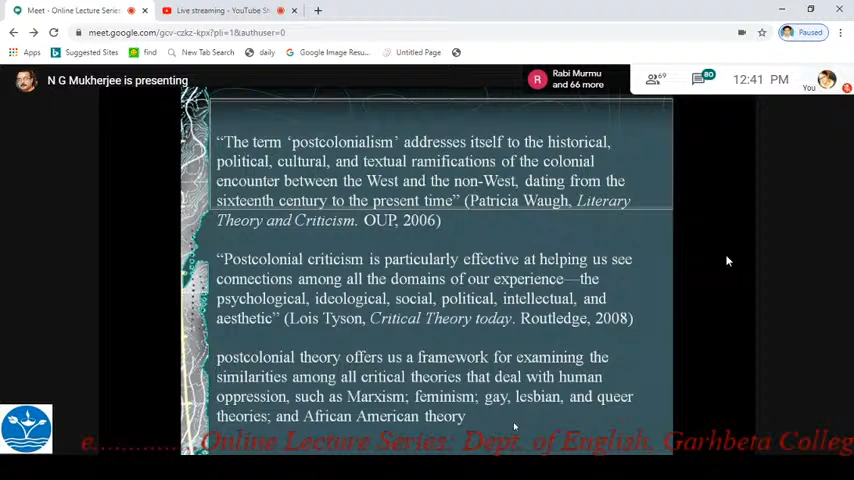 Meet - Online Lecture Series:
Live streaming - YouTube St
meet.google.com/gcv-czkz-kpx?pli=1&authuser=0
Paused
Apps
Suggested Sites
find
New Tab Search
daily
Google Image Resu...
Untitled Page
N G Mukherjee is presenting
R
Rabi Murmu
and 66 more
69
80
12:41 PM
You
“The term ‘postcolonialism’ addresses itself to the historical,
political, cultural, and textual ramifications of the colonial
encounter between the West and the non-West, dating from the
sixteenth century to the present time” (Patricia Waugh, Literary
Theory and Criticism. OUP, 2006)
“Postcolonial criticism is particularly effective at helping us see
connections among all the domains of our experience—the
psychological, ideological, social, political, intellectual, and
aesthetic” (Lois Tyson, Critical Theory today. Routledge, 2008)
postcolonial theory offers us a framework for examining the
similarities among all critical theories that deal with human
oppression, such as Marxism; feminism; gay, lesbian, and queer
theories; and African American theory
e............. Online Lecture Series: Dept. of English. Garhbeta Colleg